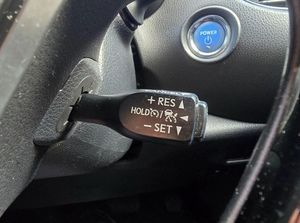 POWER
+ RES ▲
HOLD / ◄
− SET ▼